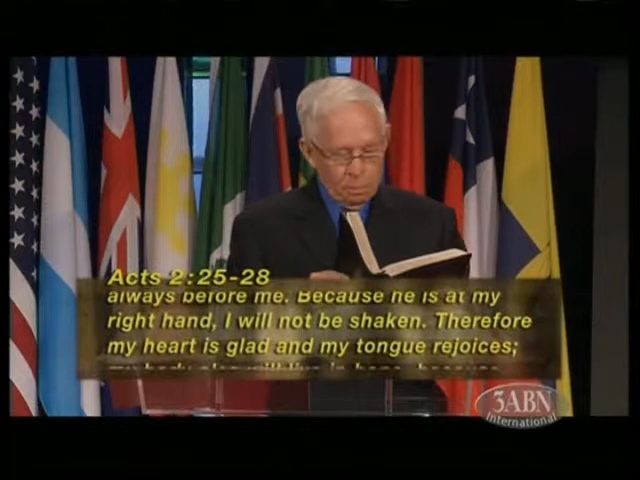 Acts 2:25-28
always before me. Because he is at my
right hand, I will not be shaken. Therefore
my heart is glad and my tongue rejoices;
3ABN
International